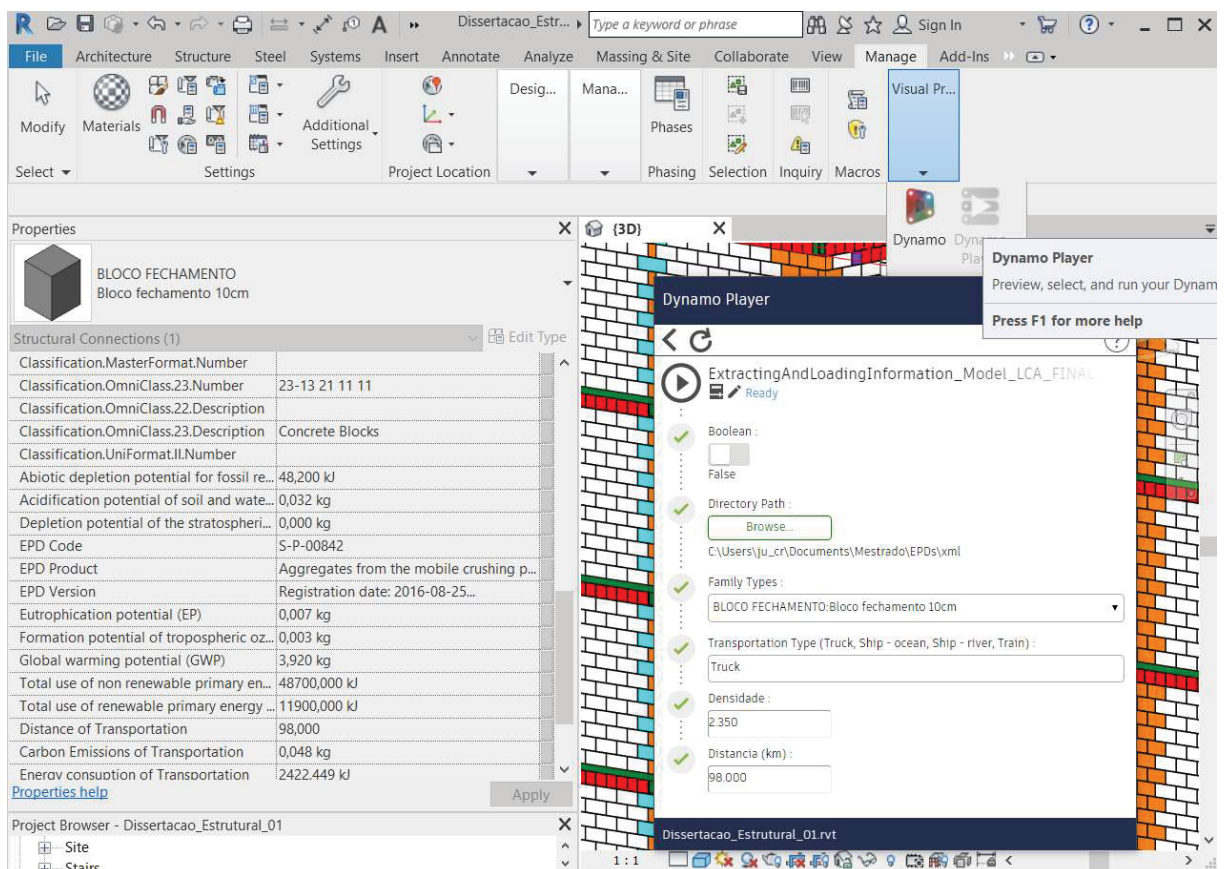 Dissertacao_Estr...
Type a keyword or phrase
Sign In
File Architecture Structure Steel Systems Insert Annotate Analyze Massing & Site Collaborate View Manage Add-Ins
Modify
Materials
Additional
Settings
Desig...
Mana...
Phases
Visual Pr...
Select Settings Project Location Phasing Selection Inquiry Macros
Dynamo
Dynamo Player
Preview, select, and run your Dynam
Press F1 for more help
Properties
BLOCO FECHAMENTO
Bloco fechamento 10cm
Structural Connections (1) Edit Type
Classification.MasterFormat.Number
Classification.OmniClass.23.Number 23-13 21 11 11
Classification.OmniClass.22.Description
Classification.OmniClass.23.Description Concrete Blocks
Classification.UniFormat.II.Number
Abiotic depletion potential for fossil re... 48,200 kJ
Acidification potential of soil and wate... 0,032 kg
Depletion potential of the stratospheri... 0,000 kg
EPD Code S-P-00842
EPD Product Aggregates from the mobile crushing p...
EPD Version Registration date: 2016-08-25...
Eutrophication potential (EP) 0,007 kg
Formation potential of tropospheric oz... 0,003 kg
Global warming potential (GWP) 3,920 kg
Total use of non renewable primary en... 48700,000 kJ
Total use of renewable primary energy ... 11900,000 kJ
Distance of Transportation 98,000
Carbon Emissions of Transportation 0,048 kg
Energy consuption of Transportation 2422.449 kJ
Properties help Apply
Project Browser - Dissertacao_Estrutural_01
Site
Stairs
{3D}
Dynamo Player
ExtractingAndLoadingInformation_Model_LCA_FINAL
Ready
Boolean :
False
Directory Path :
Browse...
C:\Users\ju_cr\Documents\Mestrado\EPDs\xml
Family Types :
BLOCO FECHAMENTO:Bloco fechamento 10cm
Transportation Type (Truck, Ship - ocean, Ship - river, Train) :
Truck
Densidade :
2.350
Distancia (km) :
98.000
Dissertacao_Estrutural_01.rvt
1 : 1